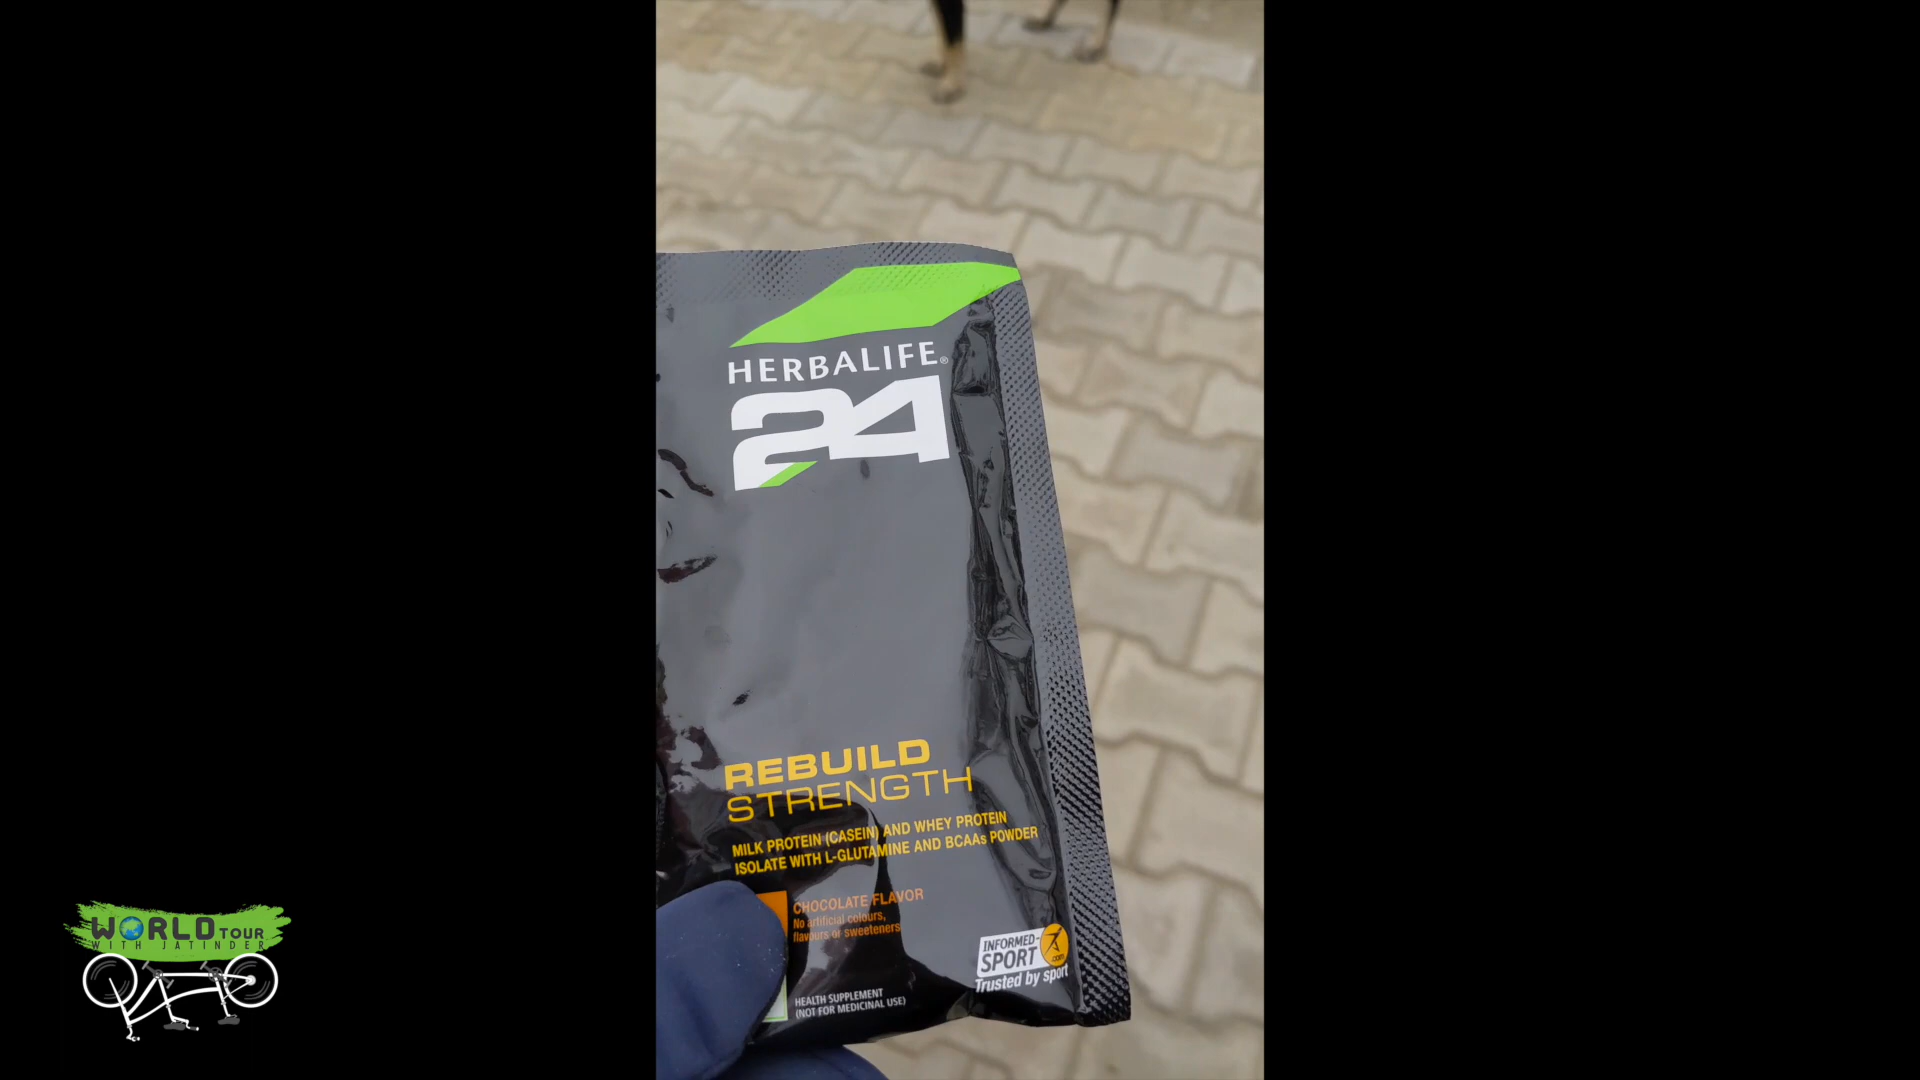 HERBALIFE®
24
REBUILD
STRENGTH
MILK PROTEIN (CASEIN) AND WHEY PROTEIN
ISOLATE WITH L-GLUTAMINE AND BCAAs POWDER
CHOCOLATE FLAVOR
No artificial colours,
flavours or sweeteners
INFORMED-
SPORT
.com
Trusted by sport
HEALTH SUPPLEMENT
(NOT FOR MEDICINAL USE)
WORLD TOUR
WITH JATINDER